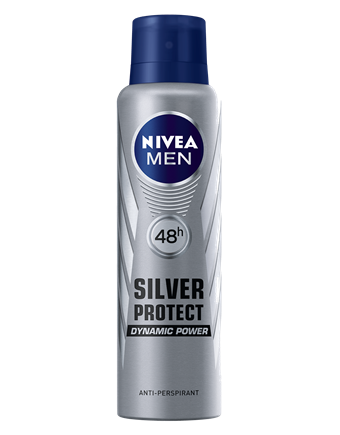 NIVEA
MEN
48h
SILVER
PROTECT
DYNAMIC POWER
ANTI-PERSPIRANT